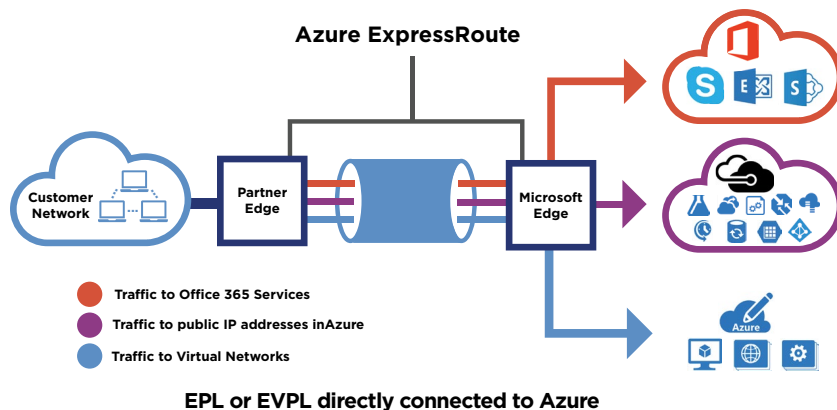 Azure ExpressRoute
Customer
Network
Partner
Edge
Microsoft
Edge
S
E
S
Azure
Traffic to Office 365 Services
Traffic to public IP addresses inAzure
Traffic to Virtual Networks
EPL or EVPL directly connected to Azure